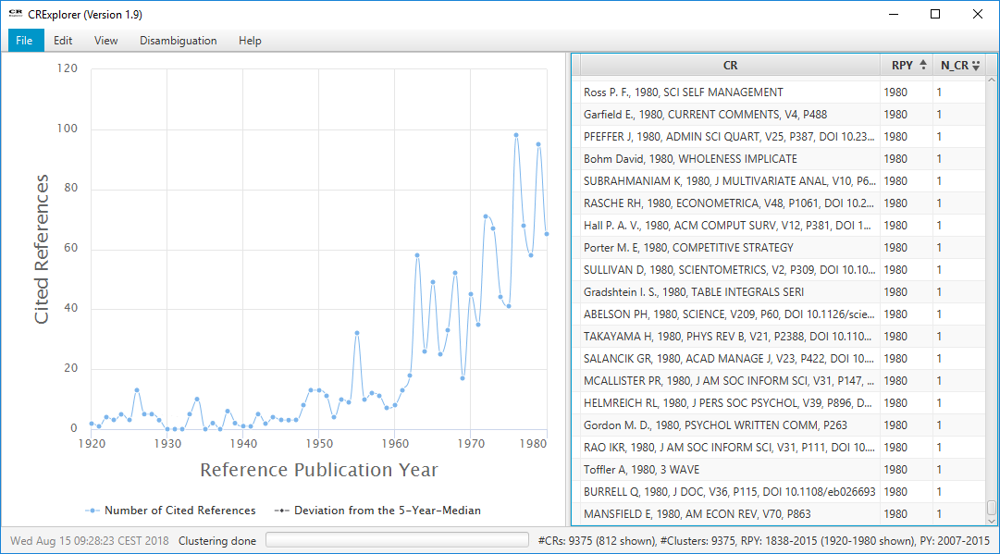 CRExplorer (Version 1.9)
File Edit View Disambiguation Help
120
100
80
60
40
20
0
Cited References
1920 1930 1940 1950 1960 1970 1980
Reference Publication Year
Number of Cited References Deviation from the 5-Year-Median
CR RPY N_CR
Ross P. F., 1980, SCI SELF MANAGEMENT 1980 1
Garfield E., 1980, CURRENT COMMENTS, V4, P488 1980 1
PFEFFER J, 1980, ADMIN SCI QUART, V25, P387, DOI 10.23... 1980 1
Bohm David, 1980, WHOLENESS IMPLICATE 1980 1
SUBRAHMANIAM K, 1980, J MULTIVARIATE ANAL, V10, P6... 1980 1
RASCHE RH, 1980, ECONOMETRICA, V48, P1061, DOI 10.2... 1980 1
Hall P. A. V., 1980, ACM COMPUT SURV, V12, P381, DOI 1... 1980 1
Porter M. E, 1980, COMPETITIVE STRATEGY 1980 1
SULLIVAN D, 1980, SCIENTOMETRICS, V2, P309, DOI 10.10... 1980 1
Gradshtein I. S., 1980, TABLE INTEGRALS SERI 1980 1
ABELSON PH, 1980, SCIENCE, V209, P60, DOI 10.1126/scie... 1980 1
TAKAYAMA H, 1980, PHYS REV B, V21, P2388, DOI 10.110... 1980 1
SALANCIK GR, 1980, ACAD MANAGE J, V23, P422, DOI 10.... 1980 1
MCALLISTER PR, 1980, J AM SOC INFORM SCI, V31, P147, ... 1980 1
HELMREICH RL, 1980, J PERS SOC PSYCHOL, V39, P896, D... 1980 1
Gordon M. D., 1980, PSYCHOL WRITTEN COMM, P263 1980 1
RAO IKR, 1980, J AM SOC INFORM SCI, V31, P111, DOI 10.... 1980 1
Toffler A, 1980, 3 WAVE 1980 1
BURRELL Q, 1980, J DOC, V36, P115, DOI 10.1108/eb026693 1980 1
MANSFIELD E, 1980, AM ECON REV, V70, P863 1980 1
Wed Aug 15 09:28:23 CEST 2018 Clustering done #CRs: 9375 (812 shown), #Clusters: 9375, RPY: 1838-2015 (1920-1980 shown), PY: 2007-2015